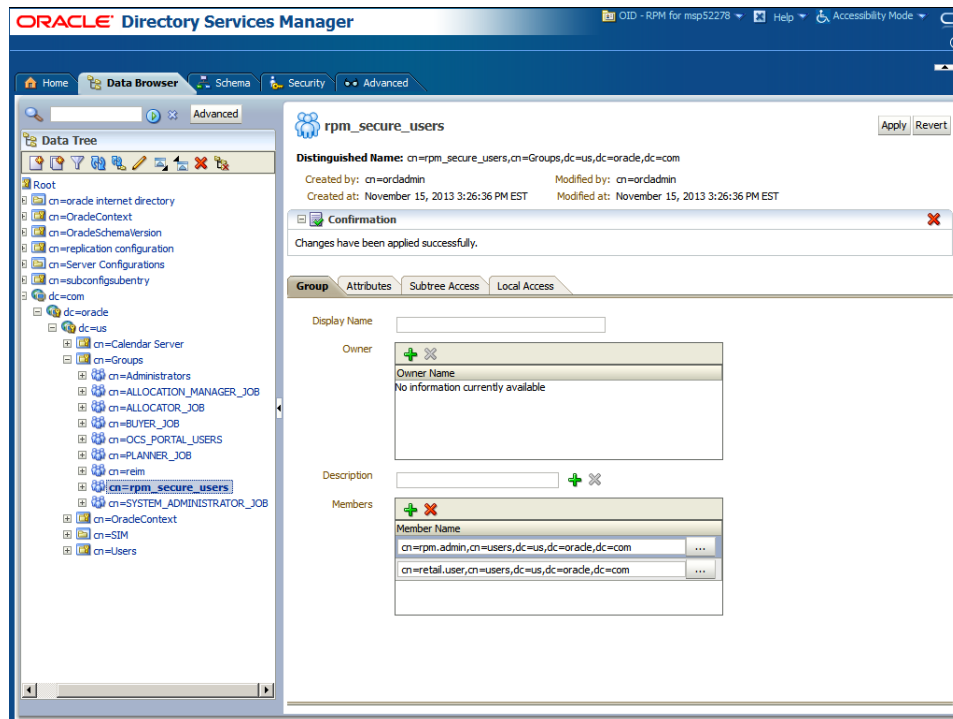 ORACLE Directory Services Manager
OID - RPM for msp52278 Help Accessibility Mode
Home Data Browser Schema Security Advanced
Advanced
Data Tree
Root
cn=oracle internet directory
cn=OracleContext
cn=OracleSchemaVersion
cn=replication configuration
cn=Server Configurations
cn=subconfigsubentry
dc=com
dc=oracle
dc=us
cn=Calendar Server
cn=Groups
cn=Administrators
cn=ALLOCATION_MANAGER_JOB
cn=ALLOCATOR_JOB
cn=BUYER_JOB
cn=OCS_PORTAL_USERS
cn=PLANNER_JOB
cn=reim
cn=rpm_secure_users
cn=SYSTEM_ADMINISTRATOR_JOB
cn=OracleContext
cn=SIM
cn=Users
rpm_secure_users
Apply Revert
Distinguished Name: cn=rpm_secure_users,cn=Groups,dc=us,dc=oracle,dc=com
Created by: cn=orcladmin Modified by: cn=orcladmin
Created at: November 15, 2013 3:26:36 PM EST Modified at: November 15, 2013 3:26:36 PM EST
Confirmation
Changes have been applied successfully.
Group Attributes Subtree Access Local Access
Display Name
Owner
Owner Name
No information currently available
Description
Members
Member Name
cn=rpm.admin,cn=users,dc=us,dc=oracle,dc=com ...
cn=retail.user,cn=users,dc=us,dc=oracle,dc=com ...